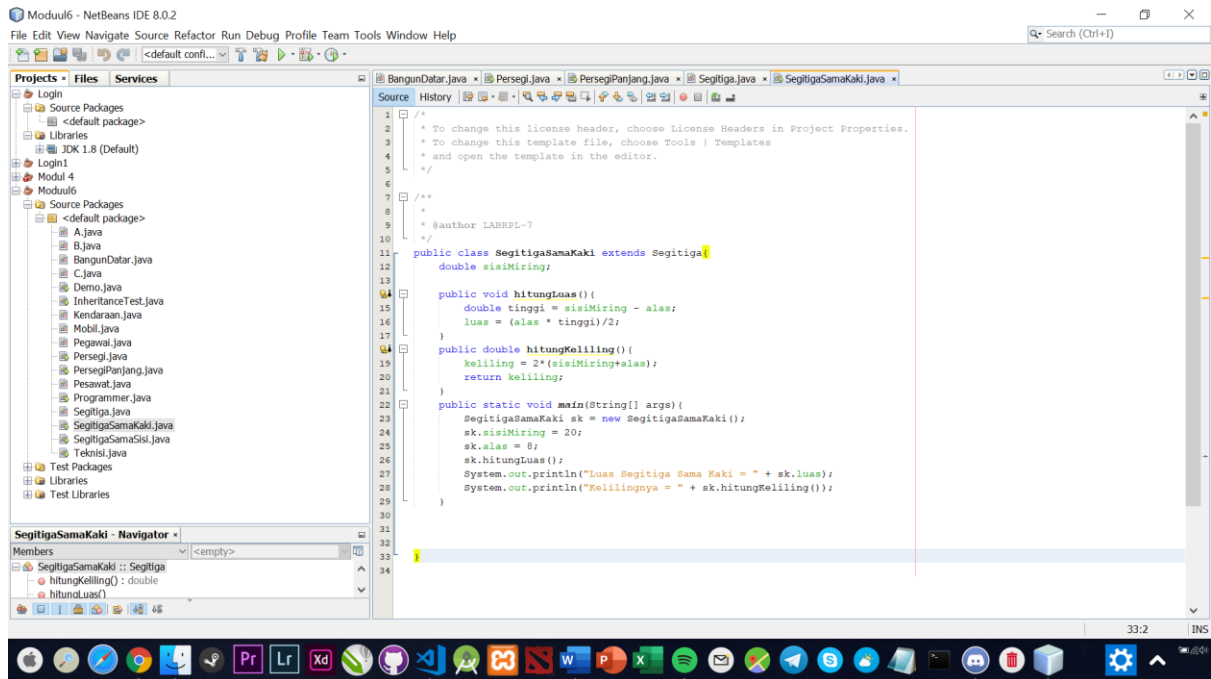 Moduul6 - NetBeans IDE 8.0.2
File Edit View Navigate Source Refactor Run Debug Profile Team Tools Window Help
Search (Ctrl+I)
<default confi...
Projects Files Services
Login
Source Packages
<default package>
Libraries
JDK 1.8 (Default)
Login1
Modul 4
Moduul6
Source Packages
<default package>
A.java
B.java
BangunDatar.java
C.java
Demo.java
InheritanceTest.java
Kendaraan.java
Mobil.java
Pegawai.java
Persegi.java
PersegiPanjang.java
Pesawat.java
Programmer.java
Segitiga.java
SegitigaSamaKaki.java
SegitigaSamaSisi.java
Teknisi.java
Test Packages
Libraries
Test Libraries
SegitigaSamaKaki - Navigator
Members <empty>
SegitigaSamaKaki :: Segitiga
hitungKeliling() : double
hitungLuas()
BangunDatar.java Persegi.java PersegiPanjang.java Segitiga.java SegitigaSamaKaki.java
Source History
1 /*
2 * To change this license header, choose License Headers in Project Properties.
3 * To change this template file, choose Tools | Templates
4 * and open the template in the editor.
5 */
6
7 /**
8 *
9 * @author LABRPL-7
10 */
11 public class SegitigaSamaKaki extends Segitiga{
12 double sisiMiring;
13
public void hitungLuas(){
15 double tinggi = sisiMiring - alas;
16 luas = (alas * tinggi)/2;
17 }
public double hitungKeliling(){
19 keliling = 2*(sisiMiring+alas);
20 return keliling;
21 }
22 public static void main(String[] args){
23 SegitigaSamaKaki sk = new SegitigaSamaKaki();
24 sk.sisiMiring = 20;
25 sk.alas = 8;
26 sk.hitungLuas();
27 System.out.println("Luas Segitiga Sama Kaki = " + sk.luas);
28 System.out.println("Kelilingnya = " + sk.hitungKeliling());
29 }
30
31
32
33 }
34
33:2 INS
Pr Lr Xd